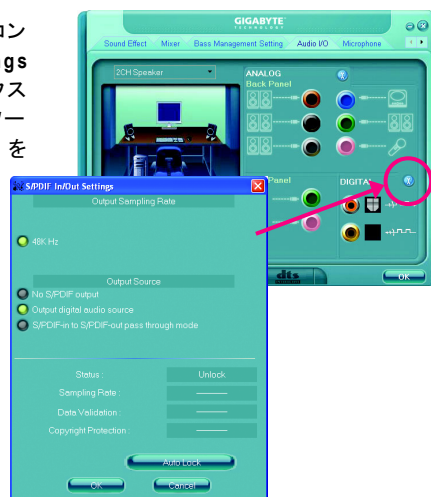 コン
ngs
ウス
ソー
を
GIGABYTE
TECHNOLOGY
Sound Effect
Mixer
Bass Management Setting
Audio I/O
Microphone
2CH Speaker
ANALOG
Back Panel
Panel
DIGITAL
dts
OK
S/PDIF In/Out Settings
Output Sampling Rate
48K Hz
Output Source
No S/PDIF output
Output digital audio source
S/PDIF-in to S/PDIF-out pass through mode
Status :
Unlock
Sampling Rate :
Data Validation :
Copyright Protection :
Auto Lock
OK
Cancel